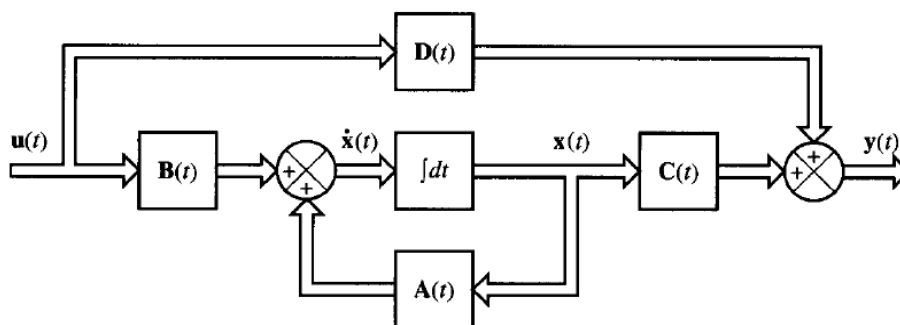 D(t)
u(t)
ẋ(t)
x(t)
y(t)
B(t)
+
+
∫dt
C(t)
+
+
A(t)